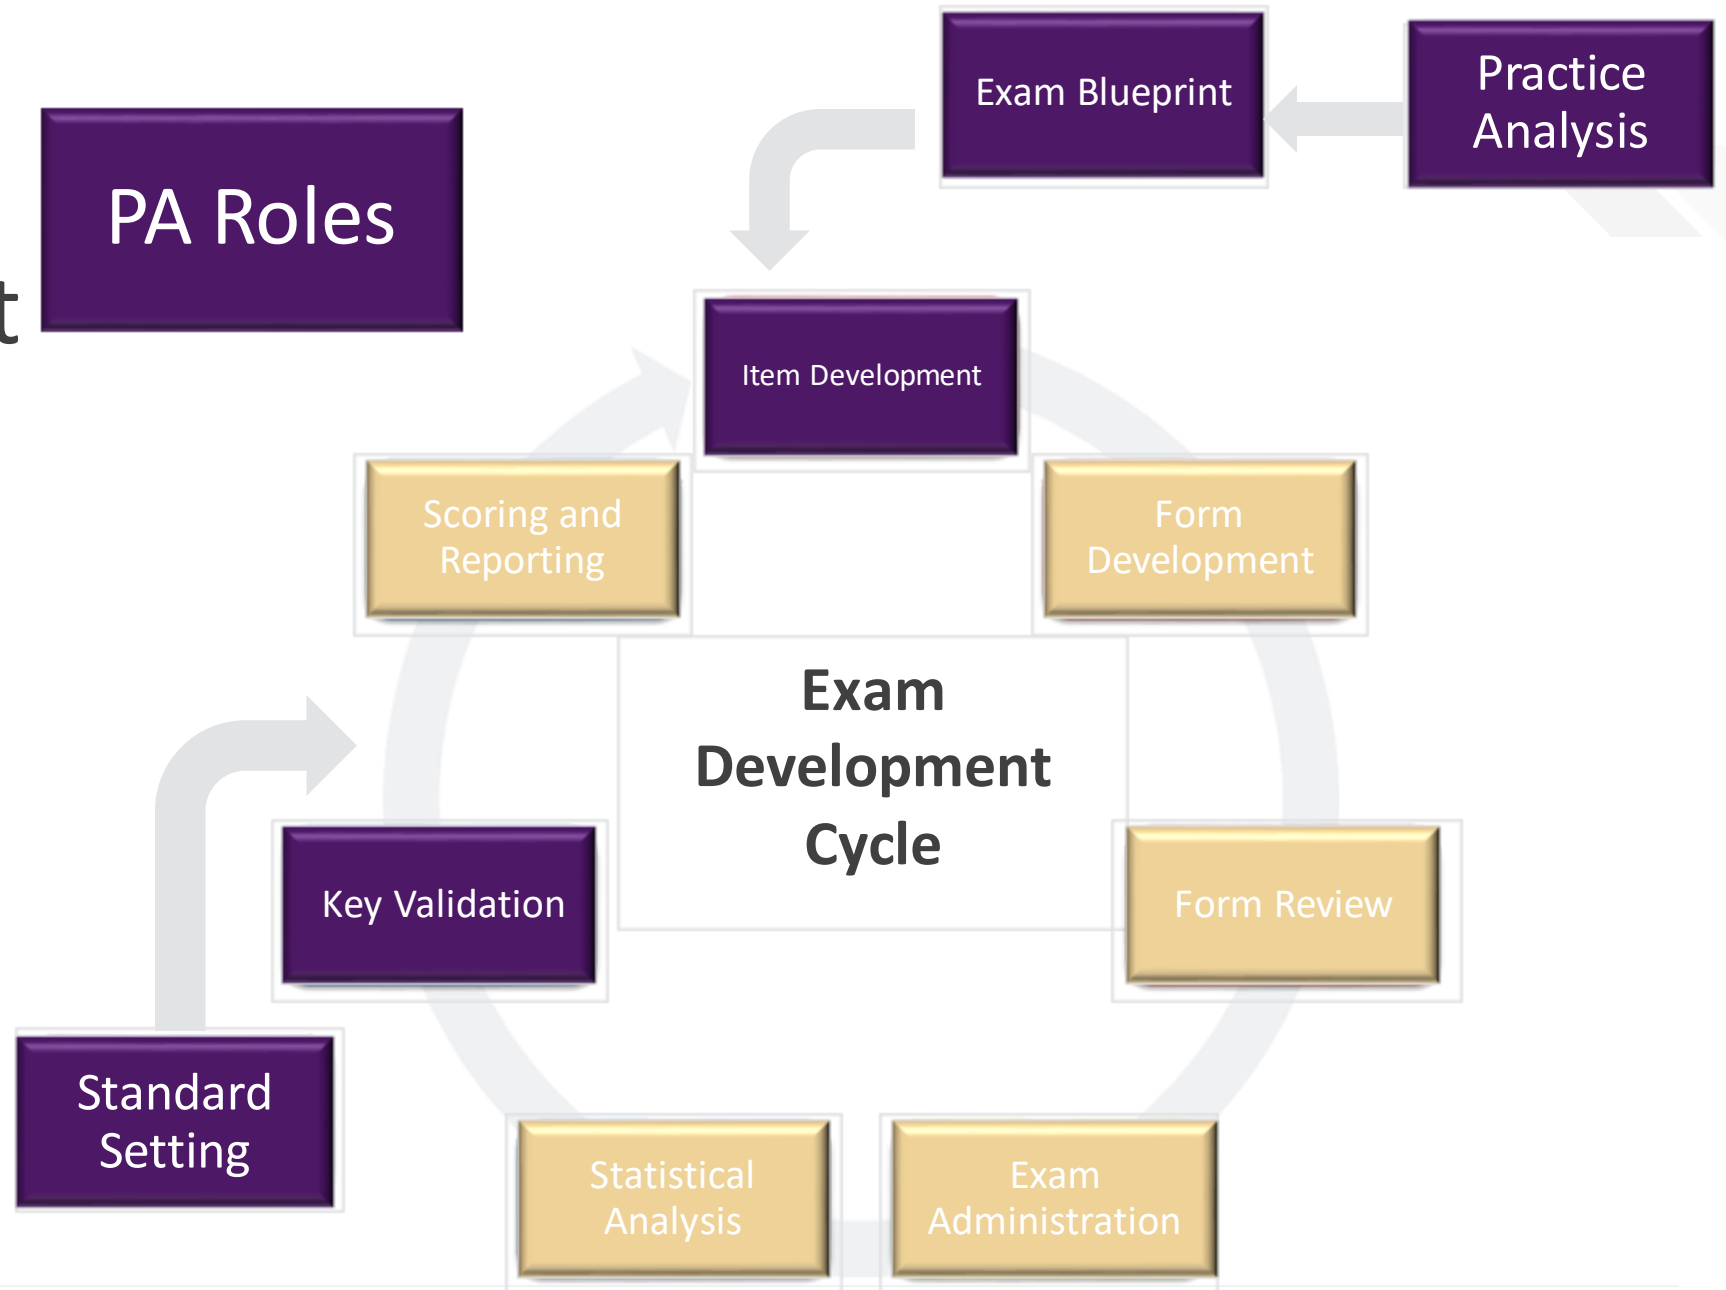 Exam Blueprint
Practice
Analysis
PA Roles
t
Item Development
Scoring and
Reporting
Form
Development
Exam
Development
Cycle
Key Validation
Form Review
Standard
Setting
Statistical
Analysis
Exam
Administration